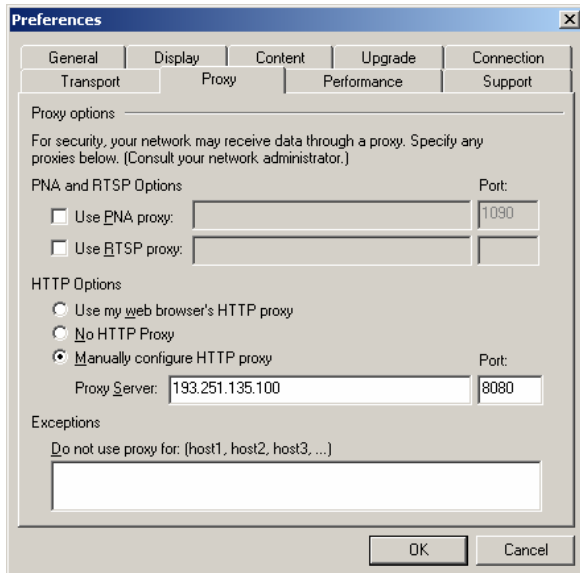 Preferences
General Display Content Upgrade Connection
Transport Proxy Performance Support
Proxy options
For security, your network may receive data through a proxy. Specify any
proxies below. (Consult your network administrator.)
PNA and RTSP Options Port:
Use PNA proxy: 1090
Use RTSP proxy:
HTTP Options
Use my web browser's HTTP proxy
No HTTP Proxy
Manually configure HTTP proxy Port:
Proxy Server: 193.251.135.100 8080
Exceptions
Do not use proxy for: (host1, host2, host3, ...)
OK Cancel